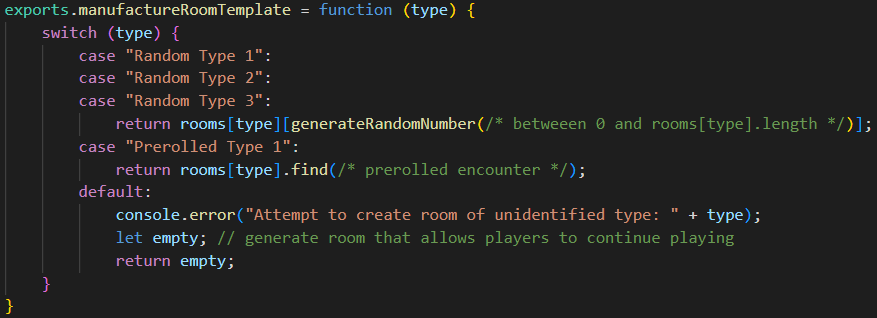 exports.manufactureRoomTemplate = function (type) {
    switch (type) {
        case "Random Type 1":
        case "Random Type 2":
        case "Random Type 3":
            return rooms[type][generateRandomNumber(/* betweeen 0 and rooms[type].length */)];
        case "Prerolled Type 1":
            return rooms[type].find(/* prerolled encounter */);
        default:
            console.error("Attempt to create room of unidentified type: " + type);
            let empty; // generate room that allows players to continue playing
            return empty;
    }
}